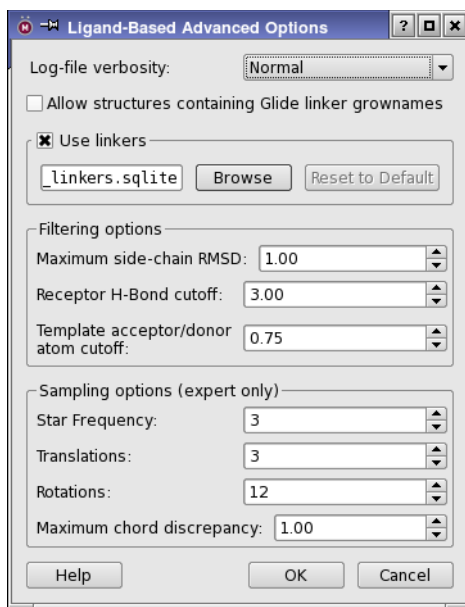 Ligand-Based Advanced Options
Log-file verbosity: Normal
Allow structures containing Glide linker grownames
Use linkers
_linkers.sqlite Browse Reset to Default
Filtering options
Maximum side-chain RMSD: 1.00
Receptor H-Bond cutoff: 3.00
Template acceptor/donor
atom cutoff: 0.75
Sampling options (expert only)
Star Frequency: 3
Translations: 3
Rotations: 12
Maximum chord discrepancy: 1.00
Help OK Cancel